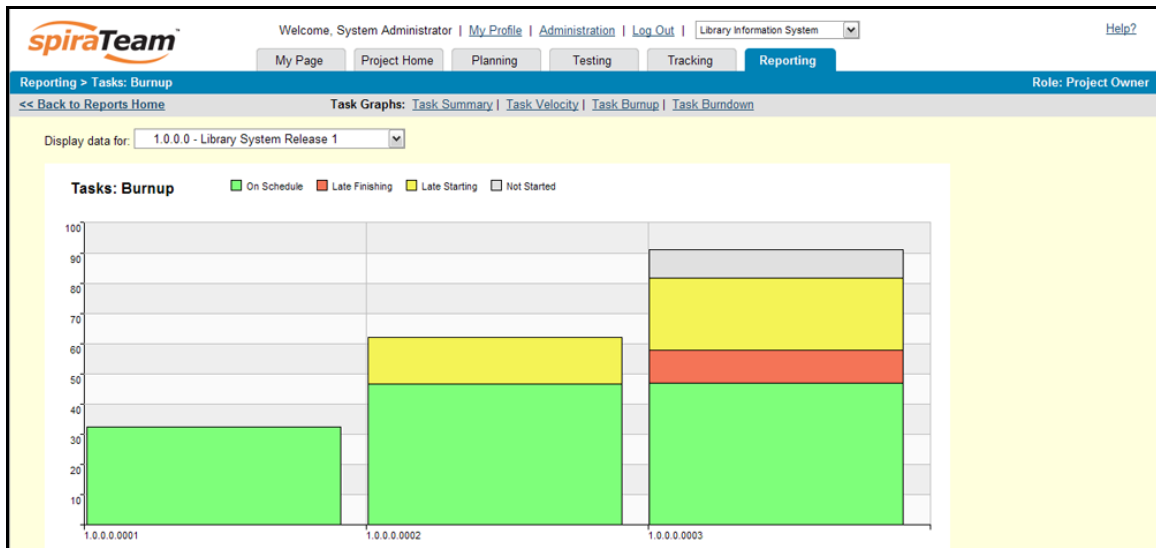 spiraTeam™
Welcome, System Administrator | My Profile | Administration | Log Out | Library Information System
Help?
My Page
Project Home
Planning
Testing
Tracking
Reporting
Reporting > Tasks: Burnup
Role: Project Owner
<< Back to Reports Home
Task Graphs: Task Summary | Task Velocity | Task Burnup | Task Burndown
Display data for: 1.0.0.0 - Library System Release 1
Tasks: Burnup
On Schedule
Late Finishing
Late Starting
Not Started
100
90
80
70
60
50
40
30
20
10
1.0.0.0.0001
1.0.0.0.0002
1.0.0.0.0003